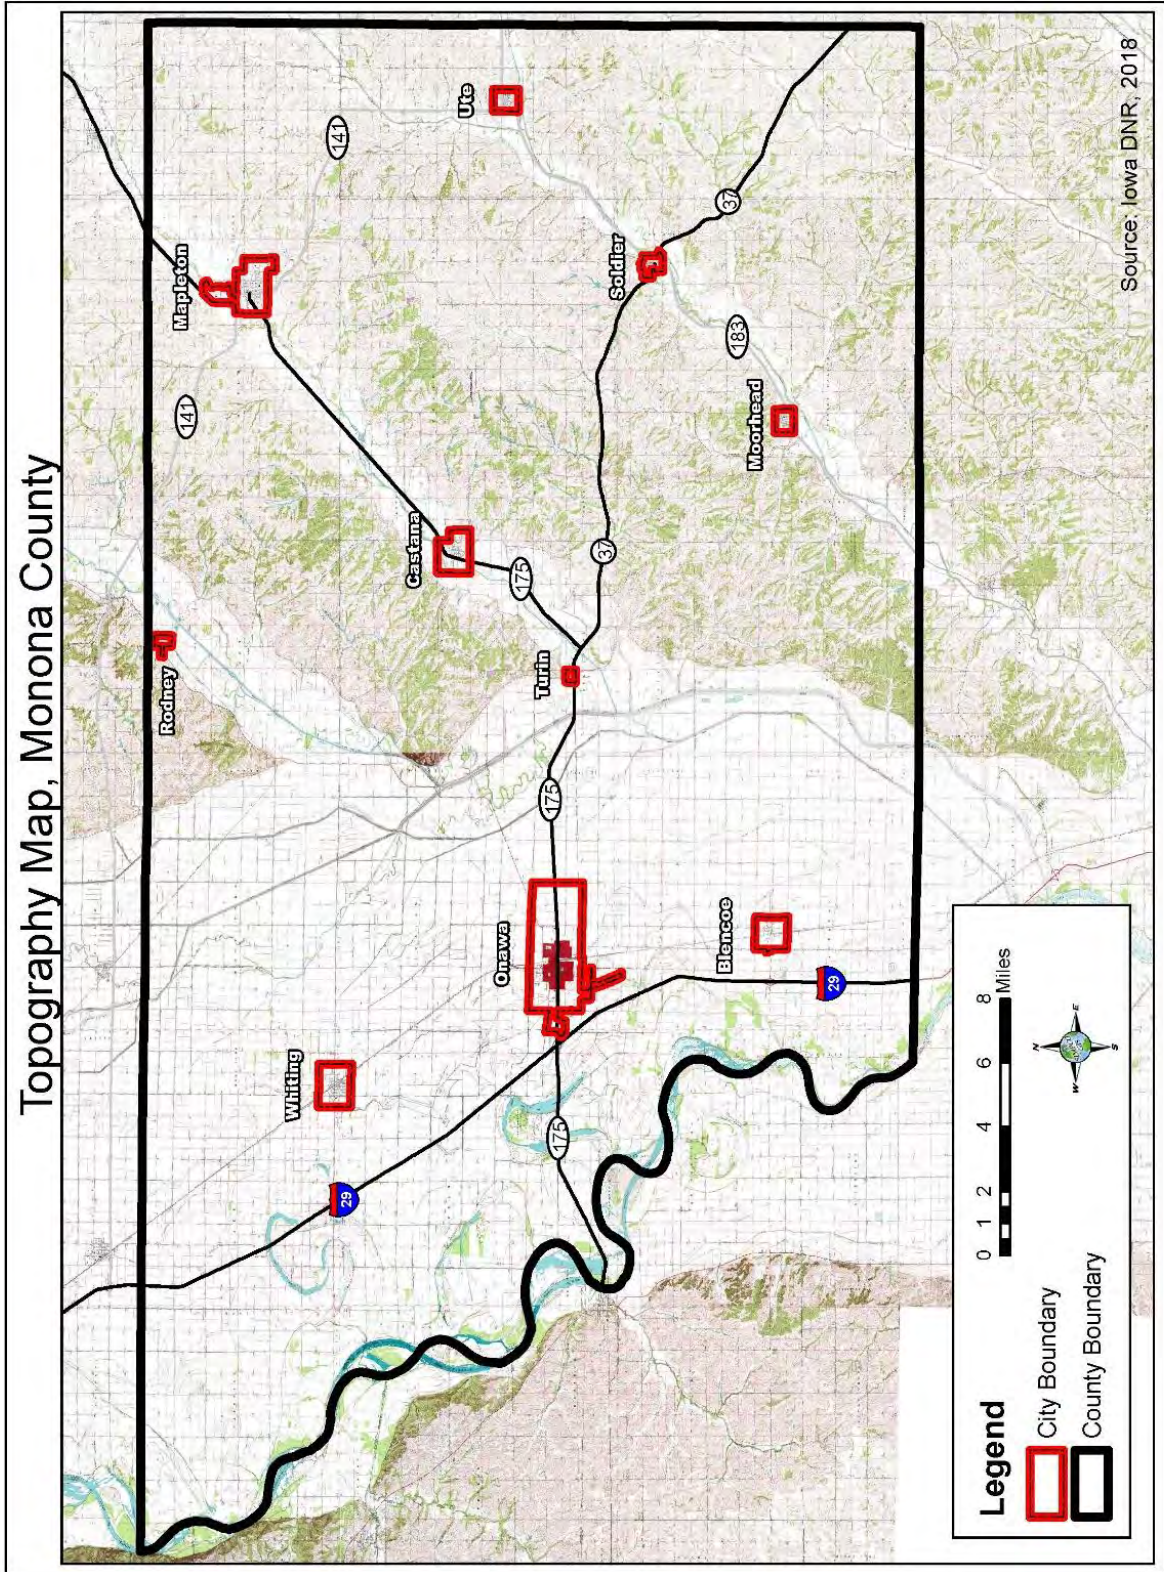 Topography Map, Monona County
Rodney
Mapleton
141
141
Whiting
29
Castana
Ute
175
Onawa
Turin
175
175
37
Soldier
37
183
Blencoe
Moorhead
29
Legend
City Boundary
County Boundary
0 1 2 4 6 8
Miles
N
W
E
S
Source: Iowa DNR, 2018